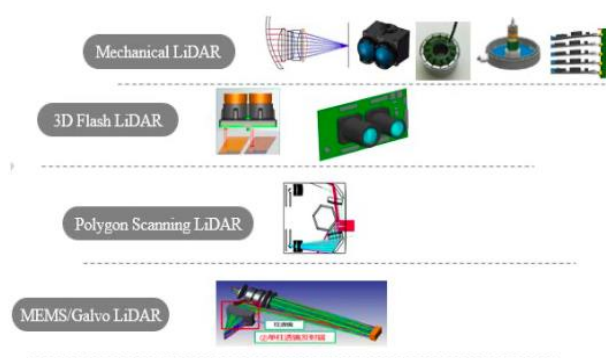 Mechanical LiDAR
3D Flash LiDAR
Polygon Scanning LiDAR
MEMS/Galvo LiDAR